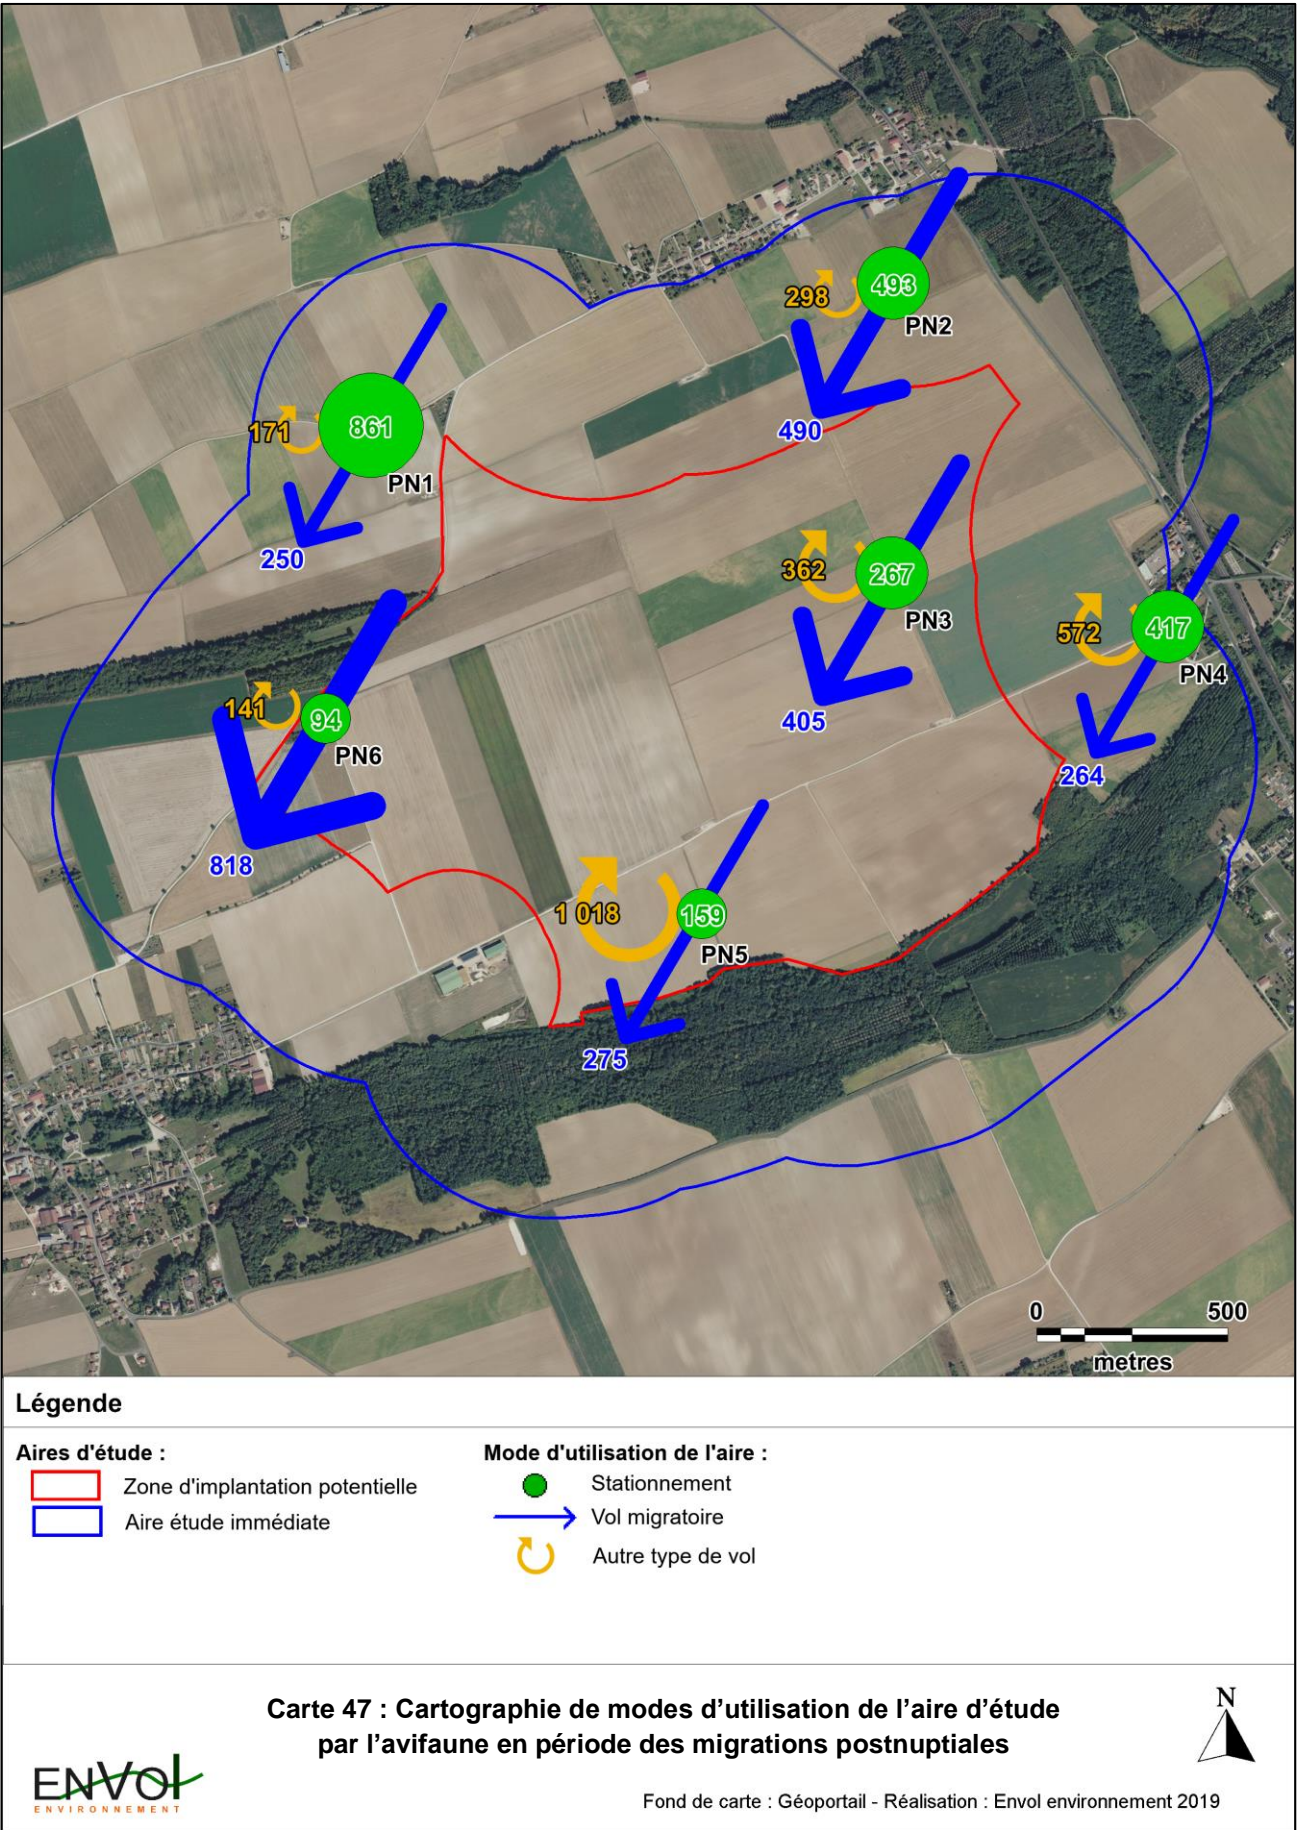 298
493
PN2
490
171
861
PN1
250
362
267
PN3
405
572
417
PN4
264
141
94
PN6
818
1 018
159
PN5
275
0 500
metres
Légende
Aires d'étude :
Zone d'implantation potentielle
Aire étude immédiate
Mode d'utilisation de l'aire :
Stationnement
Vol migratoire
Autre type de vol
Carte 47 : Cartographie de modes d'utilisation de l'aire d'étude
par l'avifaune en période des migrations postnuptiales
N
EnVol
ENVIRONNEMENT
Fond de carte : Géoportail - Réalisation : Envol environnement 2019